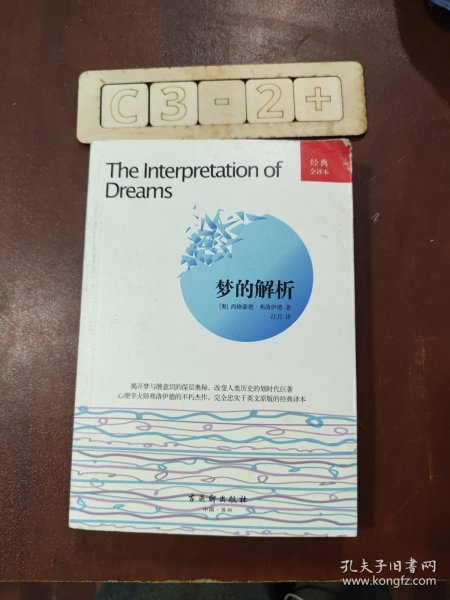 C3-2+
The Interpretation of
Dreams
经典
全译本
梦的解析
[奥] 西格蒙德·弗洛伊德 著
江月 译
揭开梦与潜意识的深层奥秘，改变人类历史的划时代巨著
心理学大师弗洛伊德的不朽杰作，完全忠实于英文原版的经典译本
古吴轩出版社
中国·苏州
孔夫子旧书网
www.kongfz.com